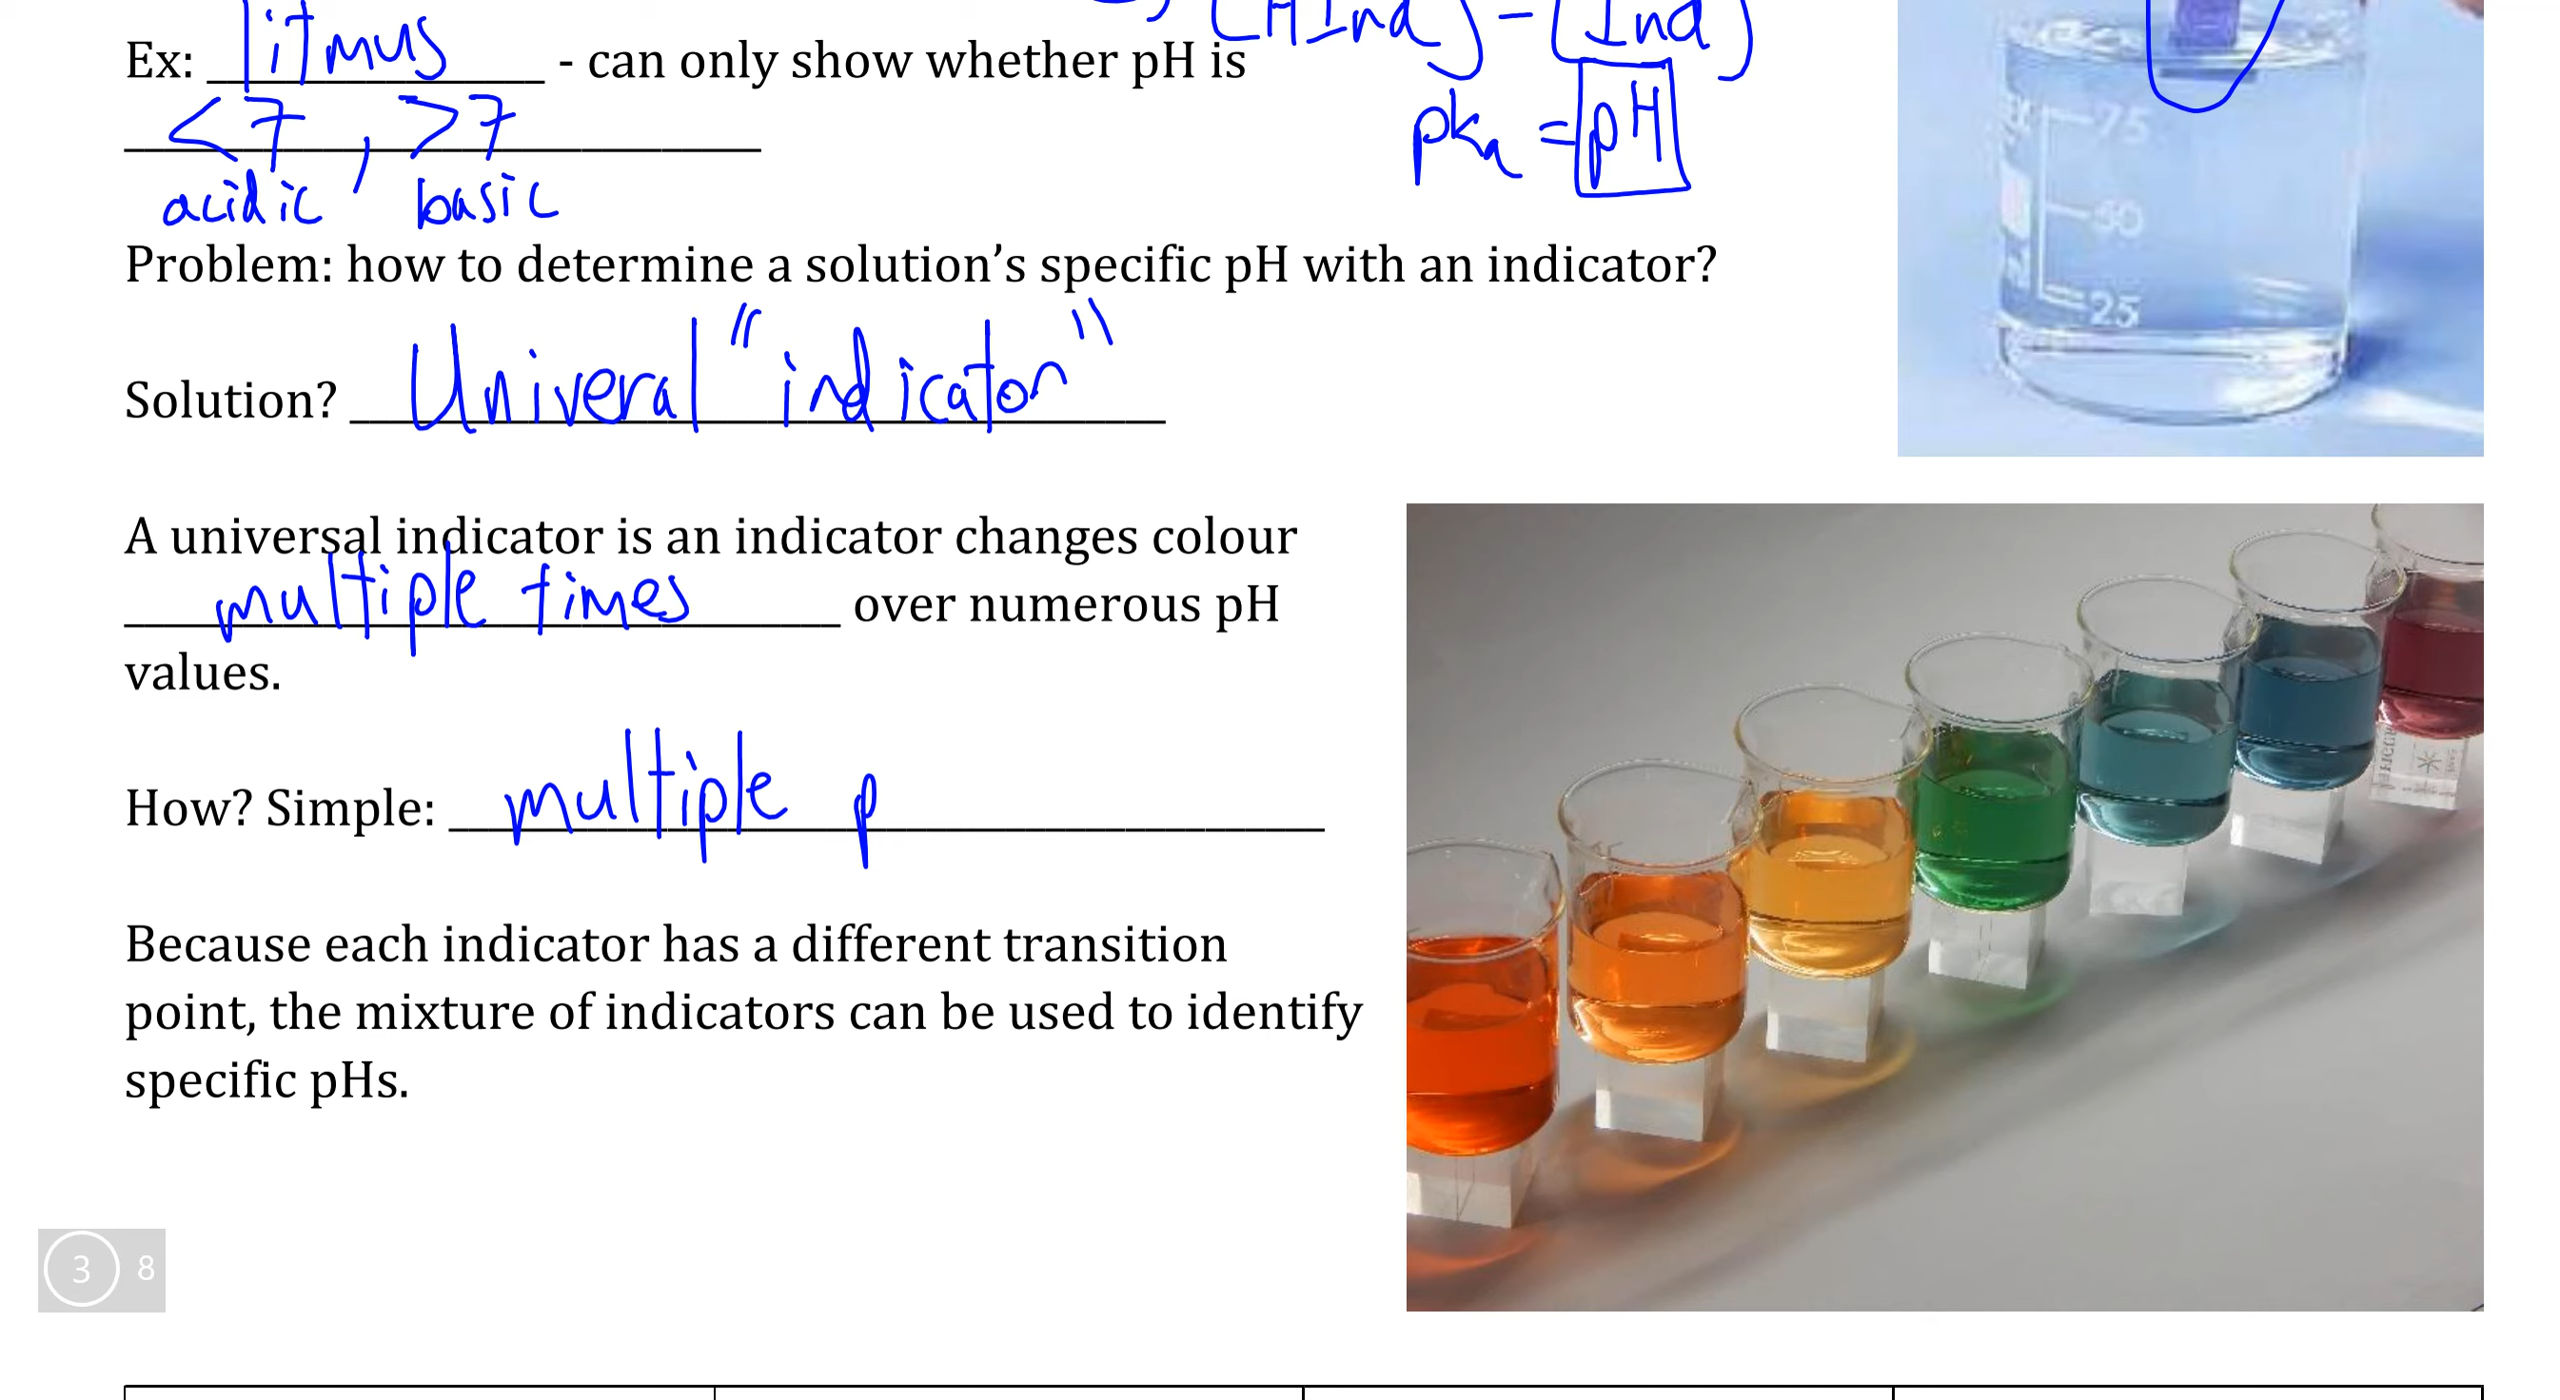 [HInd] = [Ind]
Ex: litmus - can only show whether pH is
<7 , >7
pKa = pH
acidic basic
Problem: how to determine a solution’s specific pH with an indicator?
Solution? Univeral "indicator"
A universal indicator is an indicator changes colour
multiple times over numerous pH
values.
How? Simple: multiple p
Because each indicator has a different transition
point, the mixture of indicators can be used to identify
specific pHs.
75
50
25
3 8